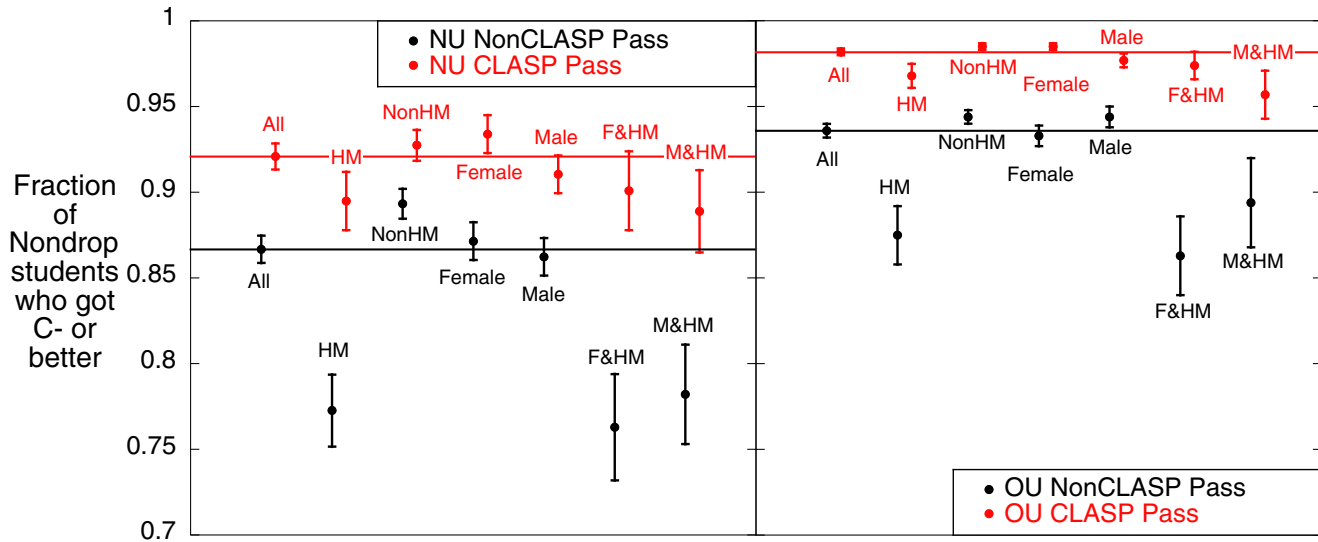 Fraction
of
Nondrop
students
who got
C- or
better
1
0.95
0.9
0.85
0.8
0.75
0.7
NU NonCLASP Pass
NU CLASP Pass
All
HM
NonHM
Female
Male
F&HM
M&HM
All
HM
NonHM
Female
Male
F&HM
M&HM
All
HM
NonHM
Female
Male
F&HM
M&HM
All
HM
NonHM
Female
Male
F&HM
M&HM
OU NonCLASP Pass
OU CLASP Pass